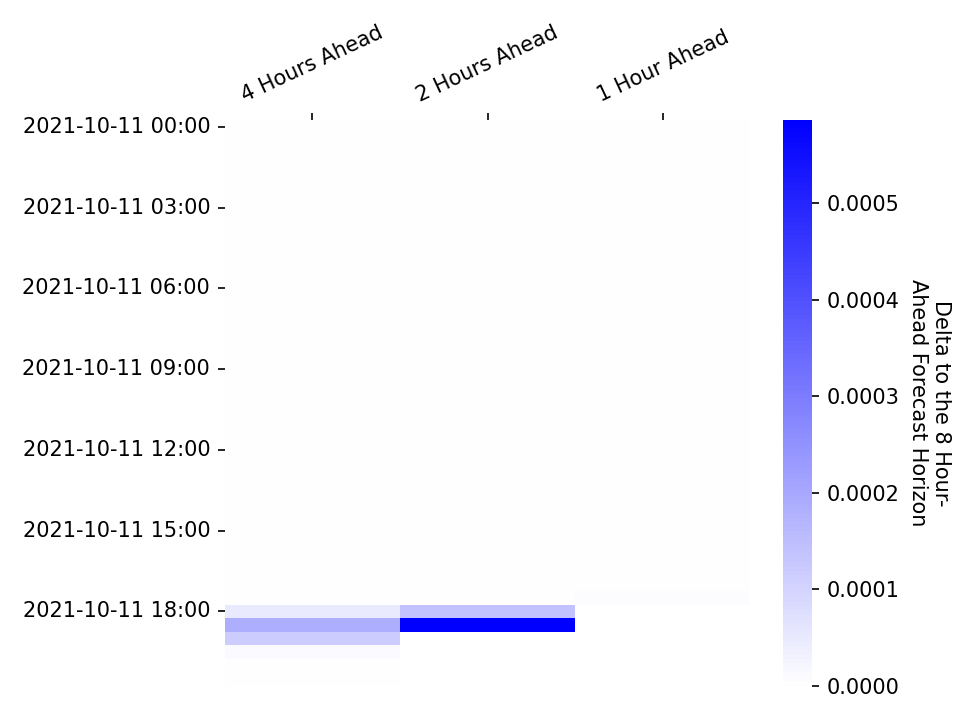 4 Hours Ahead
2 Hours Ahead
1 Hour Ahead
2021-10-11 00:00
2021-10-11 03:00
2021-10-11 06:00
2021-10-11 09:00
2021-10-11 12:00
2021-10-11 15:00
2021-10-11 18:00
0.0005
0.0004
0.0003
0.0002
0.0001
0.0000
Delta to the 8 Hour-
Ahead Forecast Horizon